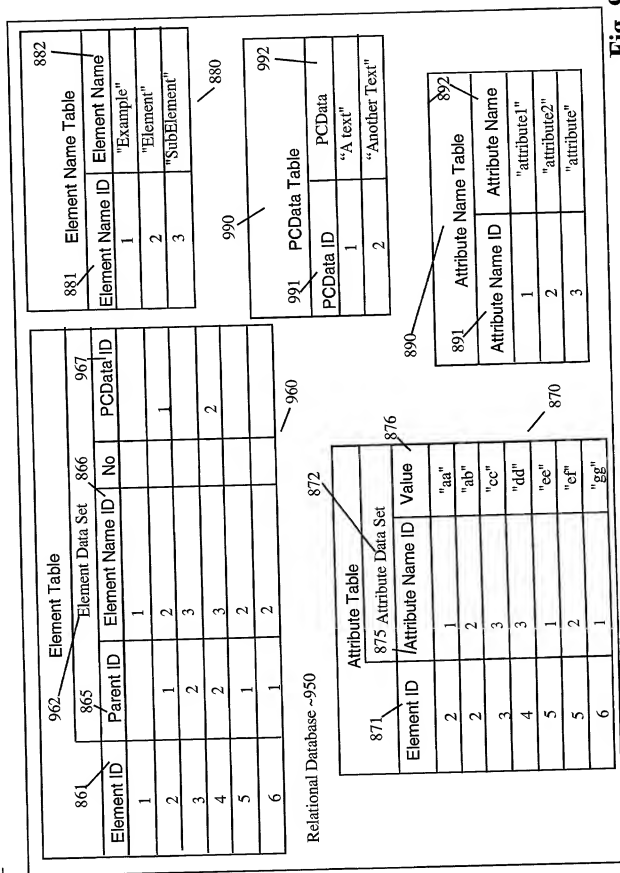 Element Table
962 Element Data Set
861 865 866 967
Element ID Parent ID Element Name ID No PCData ID
1 1
2 1 2 1
3 2 3
4 2 3 2
5 1 2
6 1 2
960
Element Name Table
881 882
Element Name ID Element Name
1 "Example"
2 "Element"
3 "SubElement"
880
990
PCData Table
991 992
PCData ID PCData
1 “A text”
2 “Another Text”
Relational Database ~950
872
Attribute Table
875 Attribute Data Set
871 876
Element ID Attribute Name ID Value
2 1 "aa"
2 2 "ab"
3 3 "cc"
4 3 "dd"
5 1 "ee"
5 2 "ef"
6 1 "gg"
870
890
Attribute Name Table
891 892
Attribute Name ID Attribute Name
1 "attribute1"
2 "attribute2"
3 "attribute"
Fig.